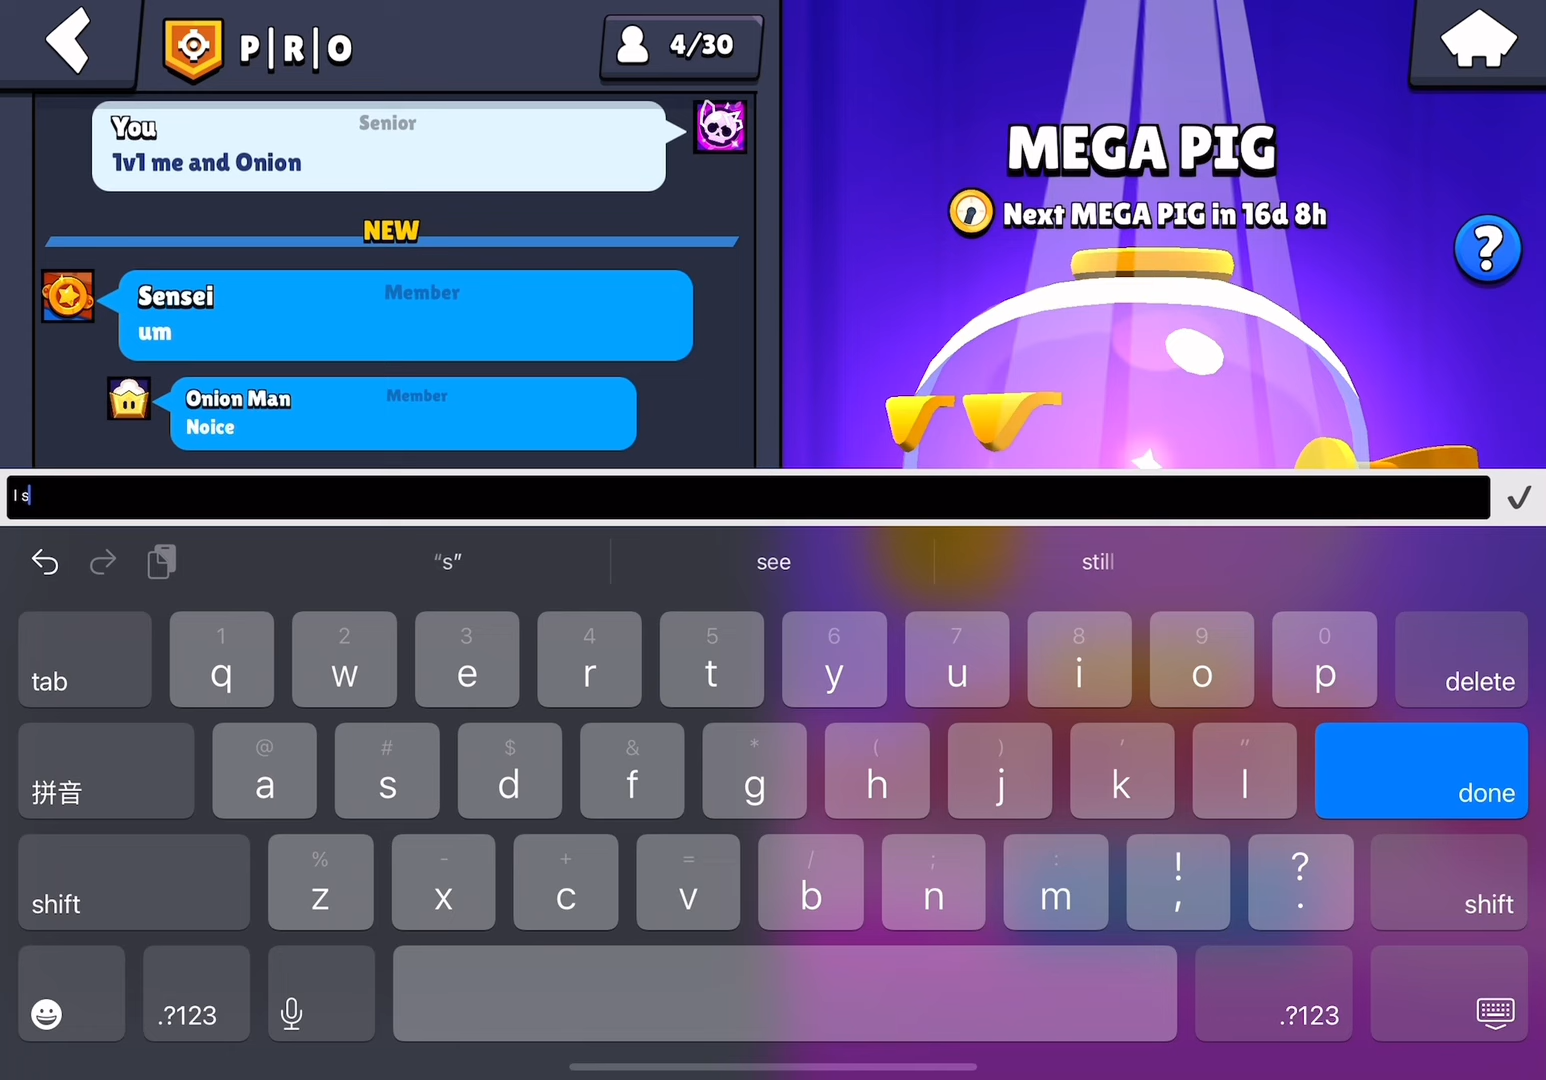 P|R|O
4/30
You
Senior
1v1 me and Onion
NEW
Sensei
Member
um
Onion Man
Member
Noice
MEGA PIG
Next MEGA PIG in 16d 8h
?
I s
“s”
see
still
tab
1 2 3 4 5 6 7 8 9 0
q w e r t y u i o p
delete
拼音
@ # $ & * ( ) ' "
a s d f g h j k l
done
shift
% - + = / ; : ! ?
z x c v b n m , .
shift
.?123
.?123